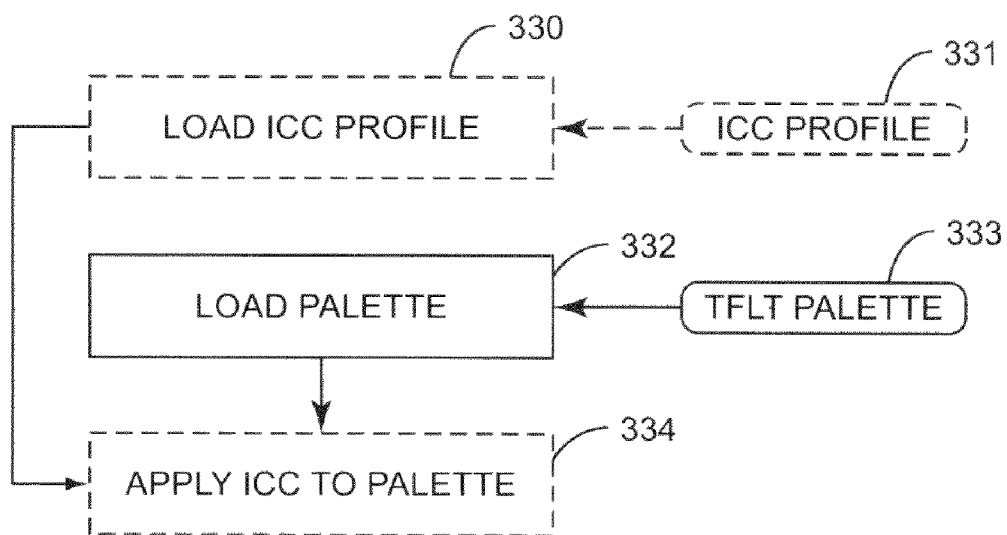 330
331
LOAD ICC PROFILE
ICC PROFILE
332
333
LOAD PALETTE
TFLT PALETTE
334
APPLY ICC TO PALETTE